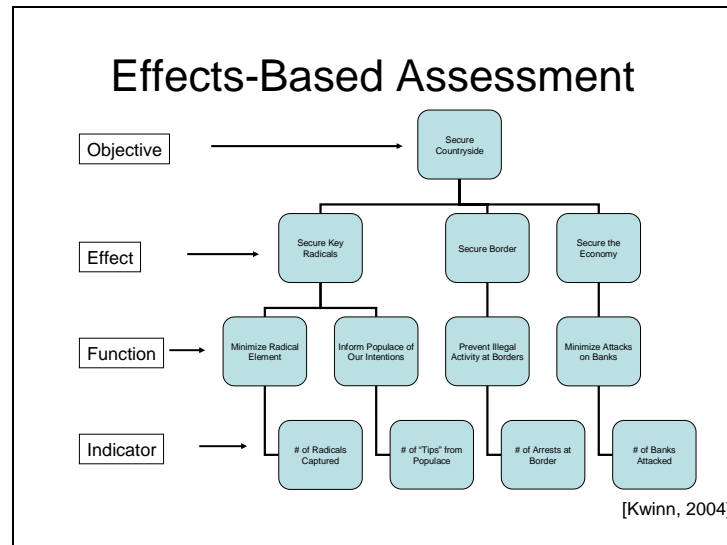 Effects-Based Assessment
Objective
Secure
Countryside
Effect
Secure Key
Radicals
Secure Border
Secure the
Economy
Function
Minimize Radical
Element
Inform Populace of
Our Intentions
Prevent Illegal
Activity at Borders
Minimize Attacks
on Banks
Indicator
# of Radicals
Captured
# of "Tips" from
Populace
# of Arrests at
Border
# of Banks
Attacked
[Kwinn, 2004]